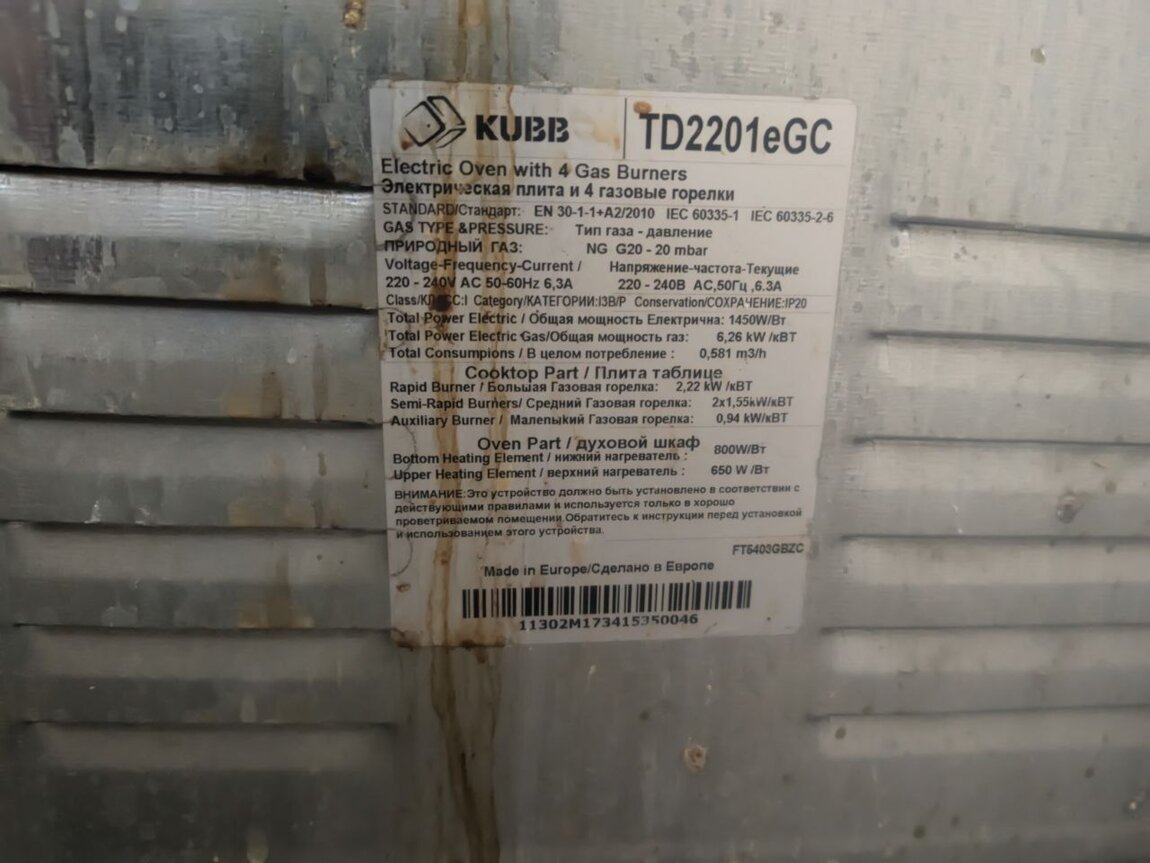 KUBB
TD2201eGC
Electric Oven with 4 Gas Burners
Электрическая плита и 4 газовые горелки
STANDARD/Стандарт: EN 30-1-1+A2/2010 IEC 60335-1 IEC 60335-2-6
GAS TYPE &PRESSURE: Тип газа - давление
ПРИРОДНЫЙ ГАЗ: NG G20 - 20 mbar
Voltage-Frequency-Current / Напряжение-частота-Текущие
220 - 240V AC 50-60Hz 6,3A 220 - 240В AC,50Гц ,6.3А
Class/КЛАСС:I Category/КАТЕГОРИИ:I3B/P Conservation/СОХРАЧЕНИЕ:IP20
Total Power Electric / Общая мощность Електрична: 1450W/Вт
Total Power Electric Gas/Общая мощность газ: 6,26 kW /кВТ
Total Consumpions / В целом потребление : 0,581 m3/h
Cooktop Part / Плита таблице
Rapid Burner / Большая Газовая горелка: 2,22 kW /кВТ
Semi-Rapid Burners/ Средний Газовая горелка: 2x1,55kW/кВТ
Auxiliary Burner / Маленыкий Газовая горелка: 0,94 kW/кВТ
Oven Part / духовой шкаф
Bottom Heating Element / нижний нагреватель : 800W/Вт
Upper Heating Element / верхний нагреватель : 650 W /Вт
ВНИМАНИЕ:Это устройство должно быть установлено в соответствии с
действующими правилами и используется только в хорошо
проветриваемом помещении.Обратитесь к инструкции перед установкой
и использованием этого устройства.
FT5403GBZC
Made in Europe/Сделано в Европе
11302M173415350046